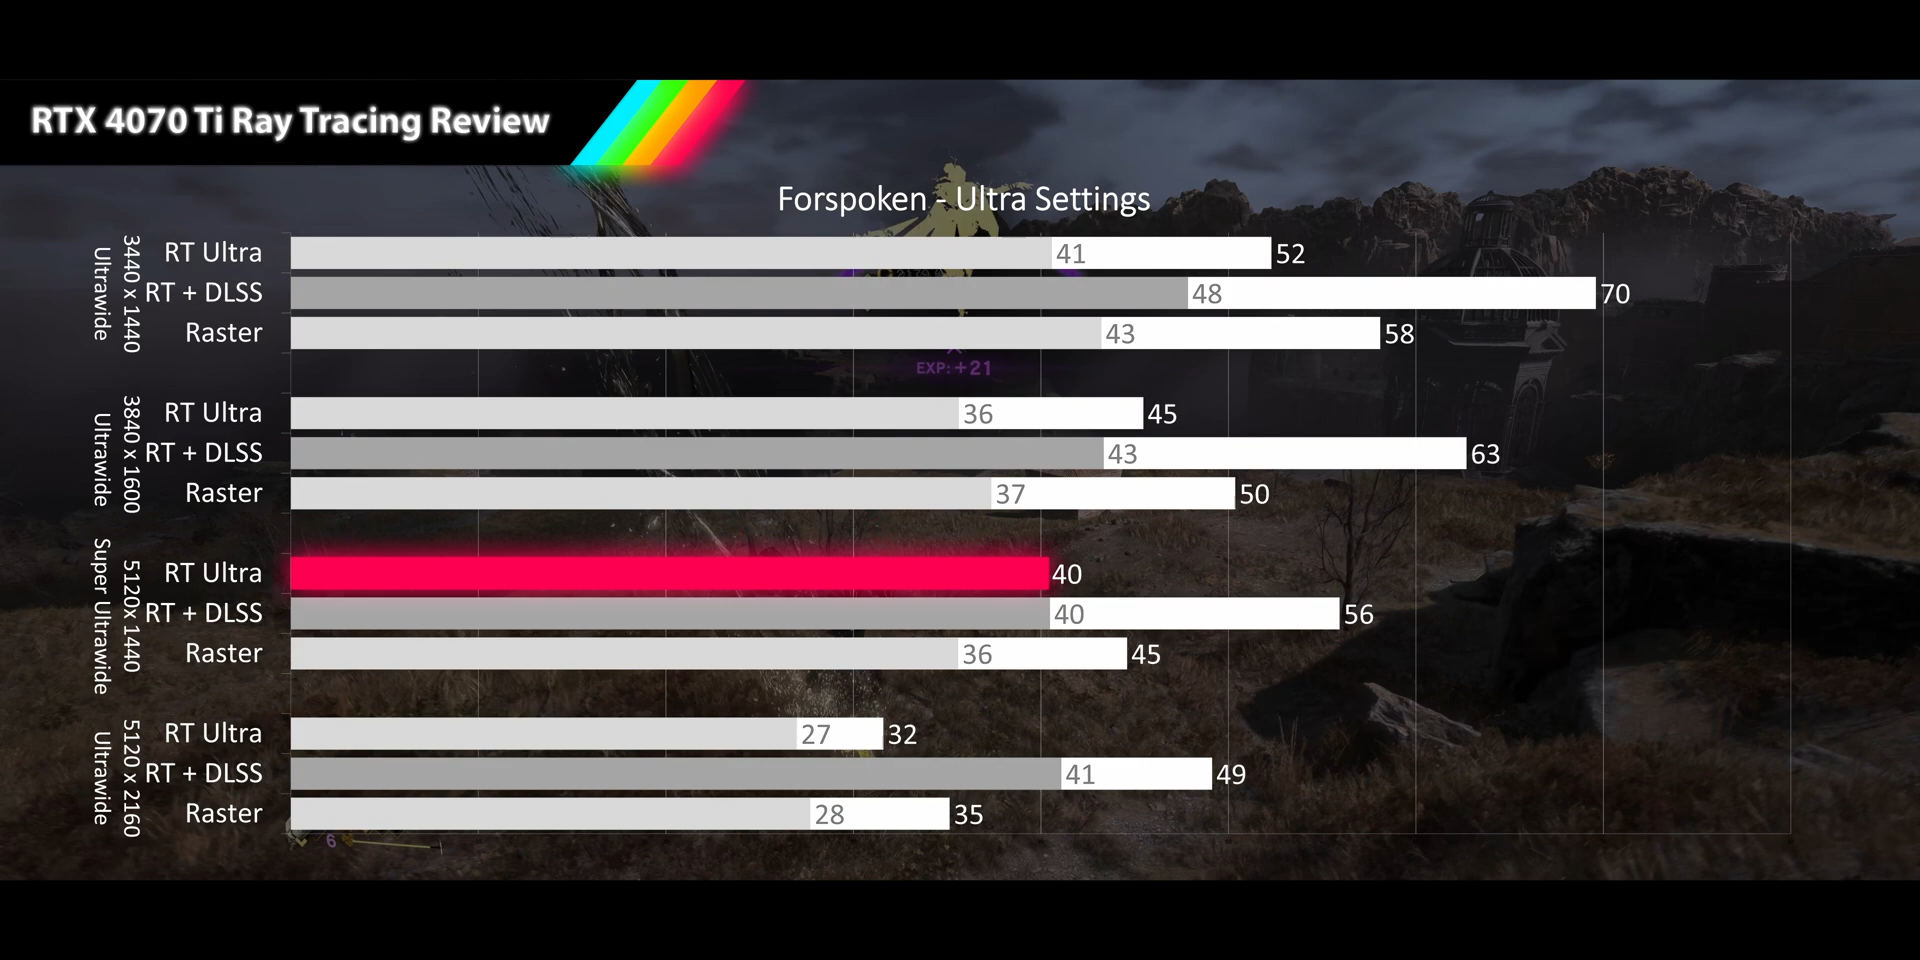 RTX 4070 Ti Ray Tracing Review
Forspoken - Ultra Settings
3440 x 1440
Ultrawide
RT Ultra 41 52
RT + DLSS 48 70
Raster 43 58
EXP: +21
3840 x 1600
Ultrawide
RT Ultra 36 45
RT + DLSS 43 63
Raster 37 50
5120x 1440
Super Ultrawide
RT Ultra 40
RT + DLSS 40 56
Raster 36 45
5120 x 2160
Ultrawide
RT Ultra 27 32
RT + DLSS 41 49
Raster 28 35
6